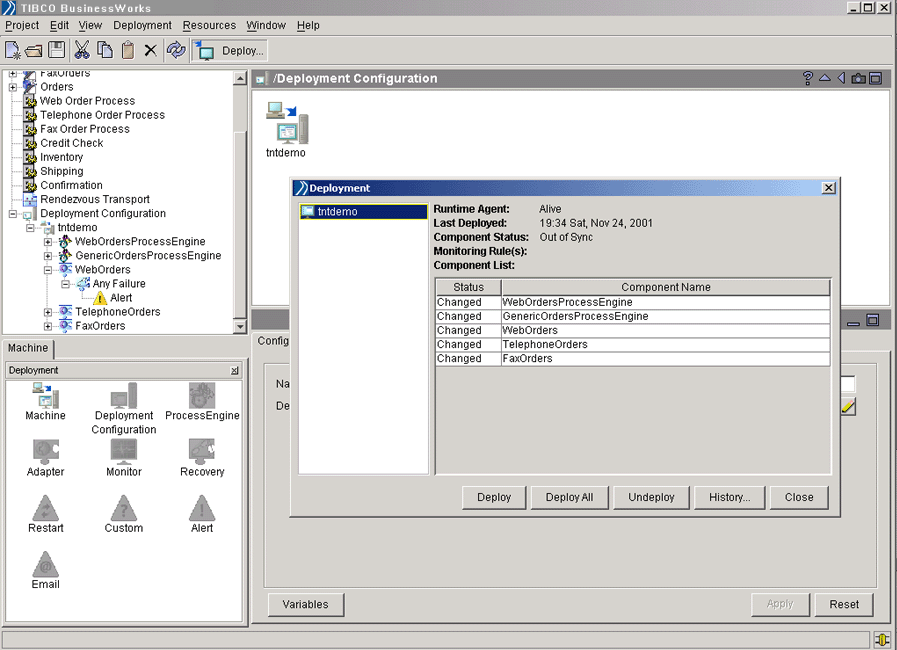 TIBCO BusinessWorks
Project Edit View Deployment Resources Window Help
Deploy...
FaxOrders
Orders
Web Order Process
Telephone Order Process
Fax Order Process
Credit Check
Inventory
Shipping
Confirmation
Rendezvous Transport
Deployment Configuration
tntdemo
WebOrdersProcessEngine
GenericOrdersProcessEngine
WebOrders
Any Failure
Alert
TelephoneOrders
FaxOrders
Machine
Deployment
Machine
Deployment Configuration
ProcessEngine
Adapter
Monitor
Recovery
Restart
Custom
Alert
Email
/Deployment Configuration
tntdemo
Config
Na
De
Deployment
tntdemo
Runtime Agent: Alive
Last Deployed: 19:34 Sat, Nov 24, 2001
Component Status: Out of Sync
Monitoring Rule(s):
Component List:
Status Component Name
Changed WebOrdersProcessEngine
Changed GenericOrdersProcessEngine
Changed WebOrders
Changed TelephoneOrders
Changed FaxOrders
Deploy Deploy All Undeploy History... Close
Variables Apply Reset